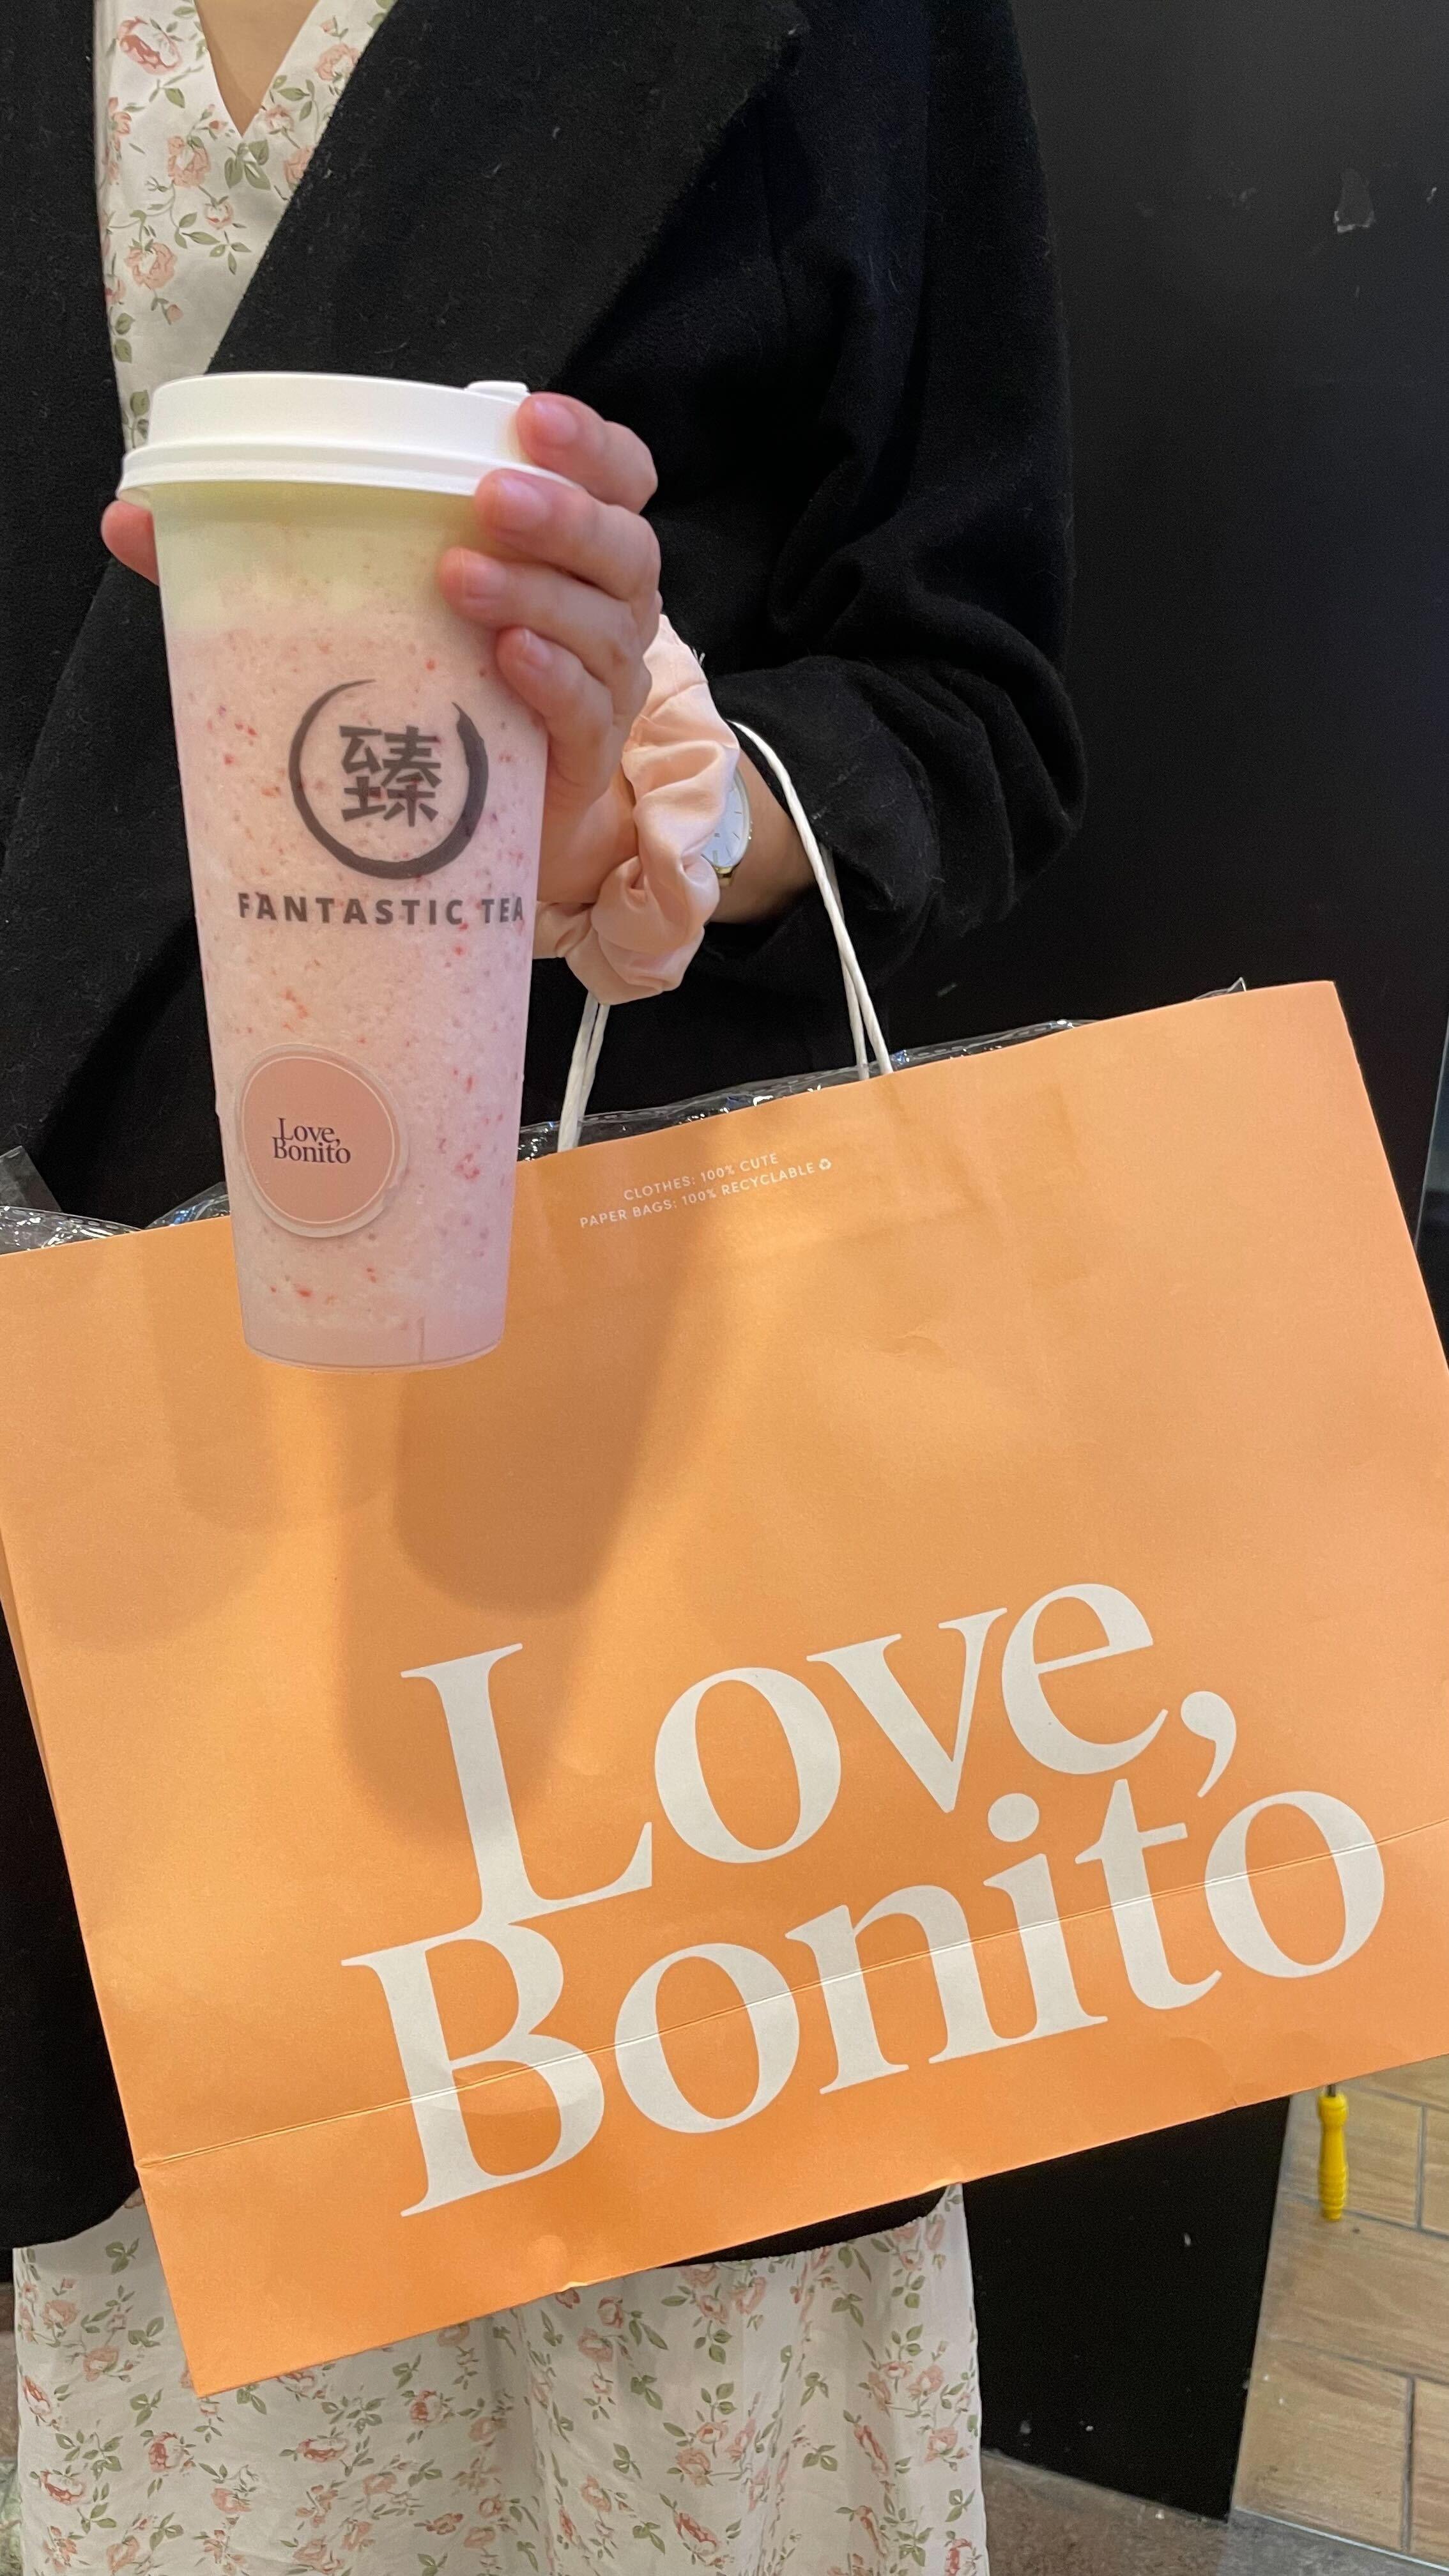 臻
FANTASTIC TEA
Love,
Bonito
CLOTHES: 100% CUTE
PAPER BAGS: 100% RECYCLABLE ♻
Love,
Bonito